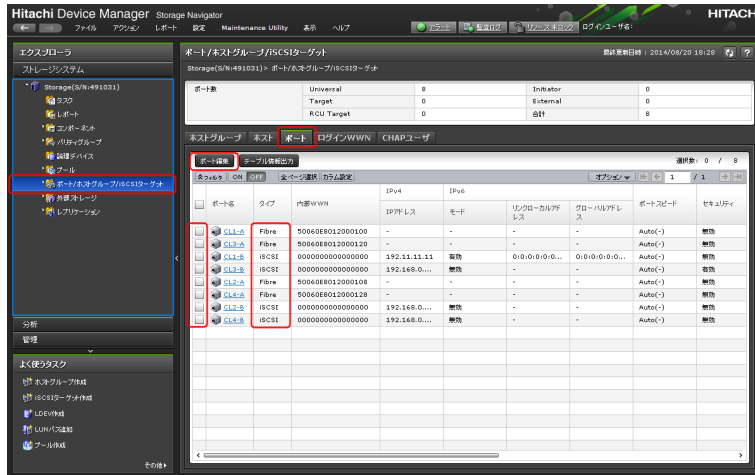 Hitachi Device Manager Storage Navigator
HITACH
ファイル アクション レポート 設定 Maintenance Utility 表示 ヘルプ
アラート 監査ログ リソースロック ログインユーザ名:
エクスプローラ
ストレージシステム
Storage(S/N:491031)
タスク
レポート
コンポーネント
パリティグループ
論理デバイス
プール
ポート/ホストグループ/iSCSIターゲット
外部ストレージ
レプリケーション
分析
管理
よく使うタスク
ホストグループ作成
iSCSIターゲット作成
LDEV作成
LUNパス追加
プール作成
その他
ポート/ホストグループ/iSCSIターゲット
最終更新日時 : 2014/08/20 18:28
Storage(S/N:491031)> ポート/ホストグループ/iSCSIターゲット
ポート数 Universal 8 Initiator 0
Target 0 External 0
RCU Target 0 合計 8
ホストグループ ホスト ポート ログインWWN CHAPユーザ
ポート編集 テーブル情報出力 選択数: 0 / 8
フィルタ ON OFF 全ページ選択 カラム設定 オプション 1 / 1
ポート名 タイプ 内部WWN IPv4 IPv6 ポートスピード セキュリティ
IPアドレス モード リンクローカルアドレス グローバルアドレス
CL1-A Fibre 50060E8012000100 - - - - Auto(-) 無効
CL3-A Fibre 50060E8012000120 - - - - Auto(-) 無効
CL1-B iSCSI 0000000000000000 192.11.11.11 有効 0:0:0:0:0:0... 0:0:0:0:0:0... Auto(-) 無効
CL3-B iSCSI 0000000000000000 192.168.0.... 無効 - - Auto(-) 有効
CL2-A Fibre 50060E8012000108 - - - - Auto(-) 無効
CL4-A Fibre 50060E8012000128 - - - - Auto(-) 無効
CL2-B iSCSI 0000000000000000 192.168.0.... 無効 - - Auto(-) 無効
CL4-B iSCSI 0000000000000000 192.168.0.... 無効 - - Auto(-) 無効